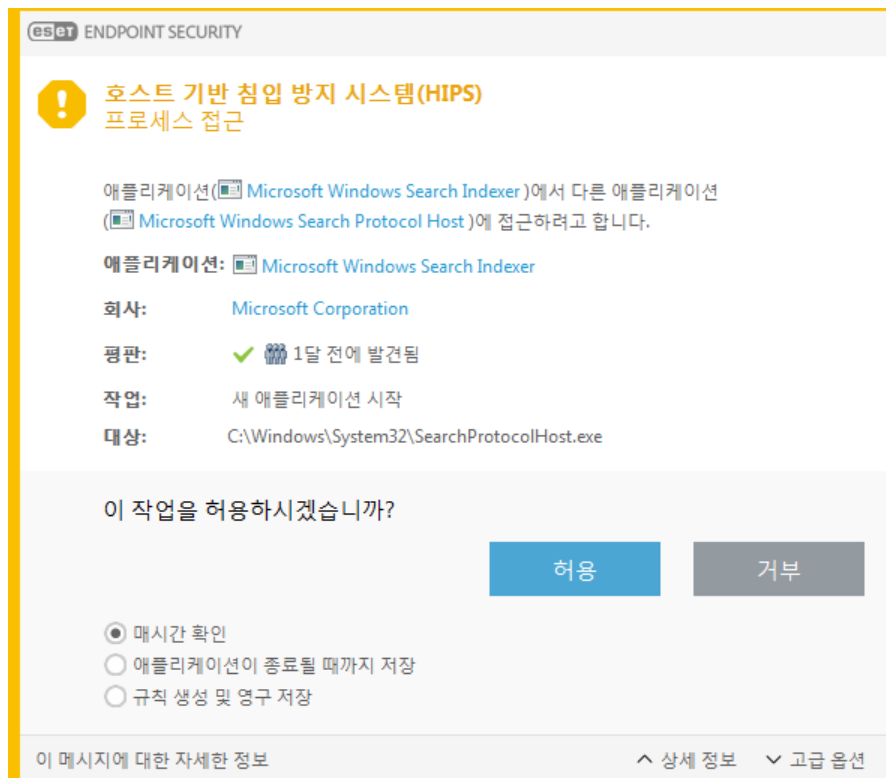 eset ENDPOINT SECURITY
호스트 기반 침입 방지 시스템(HIPS)
프로세스 접근
애플리케이션( Microsoft Windows Search Indexer )에서 다른 애플리케이션
( Microsoft Windows Search Protocol Host )에 접근하려고 합니다.
애플리케이션: Microsoft Windows Search Indexer
회사: Microsoft Corporation
평판: 1달 전에 발견됨
작업: 새 애플리케이션 시작
대상: C:\Windows\System32\SearchProtocolHost.exe
이 작업을 허용하시겠습니까?
허용 거부
매시간 확인
애플리케이션이 종료될 때까지 저장
규칙 생성 및 영구 저장
이 메시지에 대한 자세한 정보 상세 정보 고급 옵션